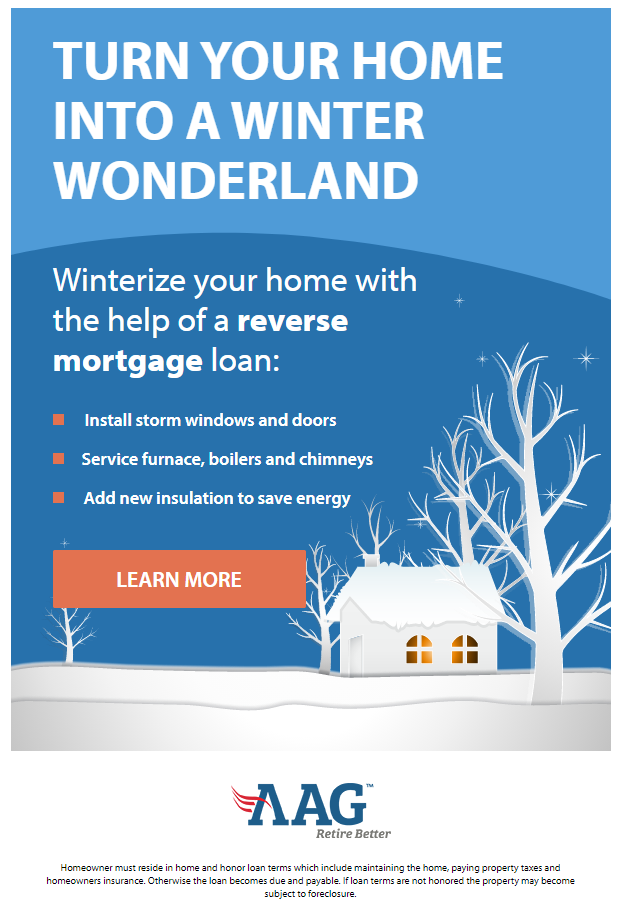 TURN YOUR HOME
INTO A WINTER
WONDERLAND
Winterize your home with
the help of a reverse
mortgage loan:
Install storm windows and doors
Service furnace, boilers and chimneys
Add new insulation to save energy
LEARN MORE
AAG™
Retire Better
Homeowner must reside in home and honor loan terms which include maintaining the home, paying property taxes and
homeowners insurance. Otherwise the loan becomes due and payable. If loan terms are not honored the property may become
subject to foreclosure.